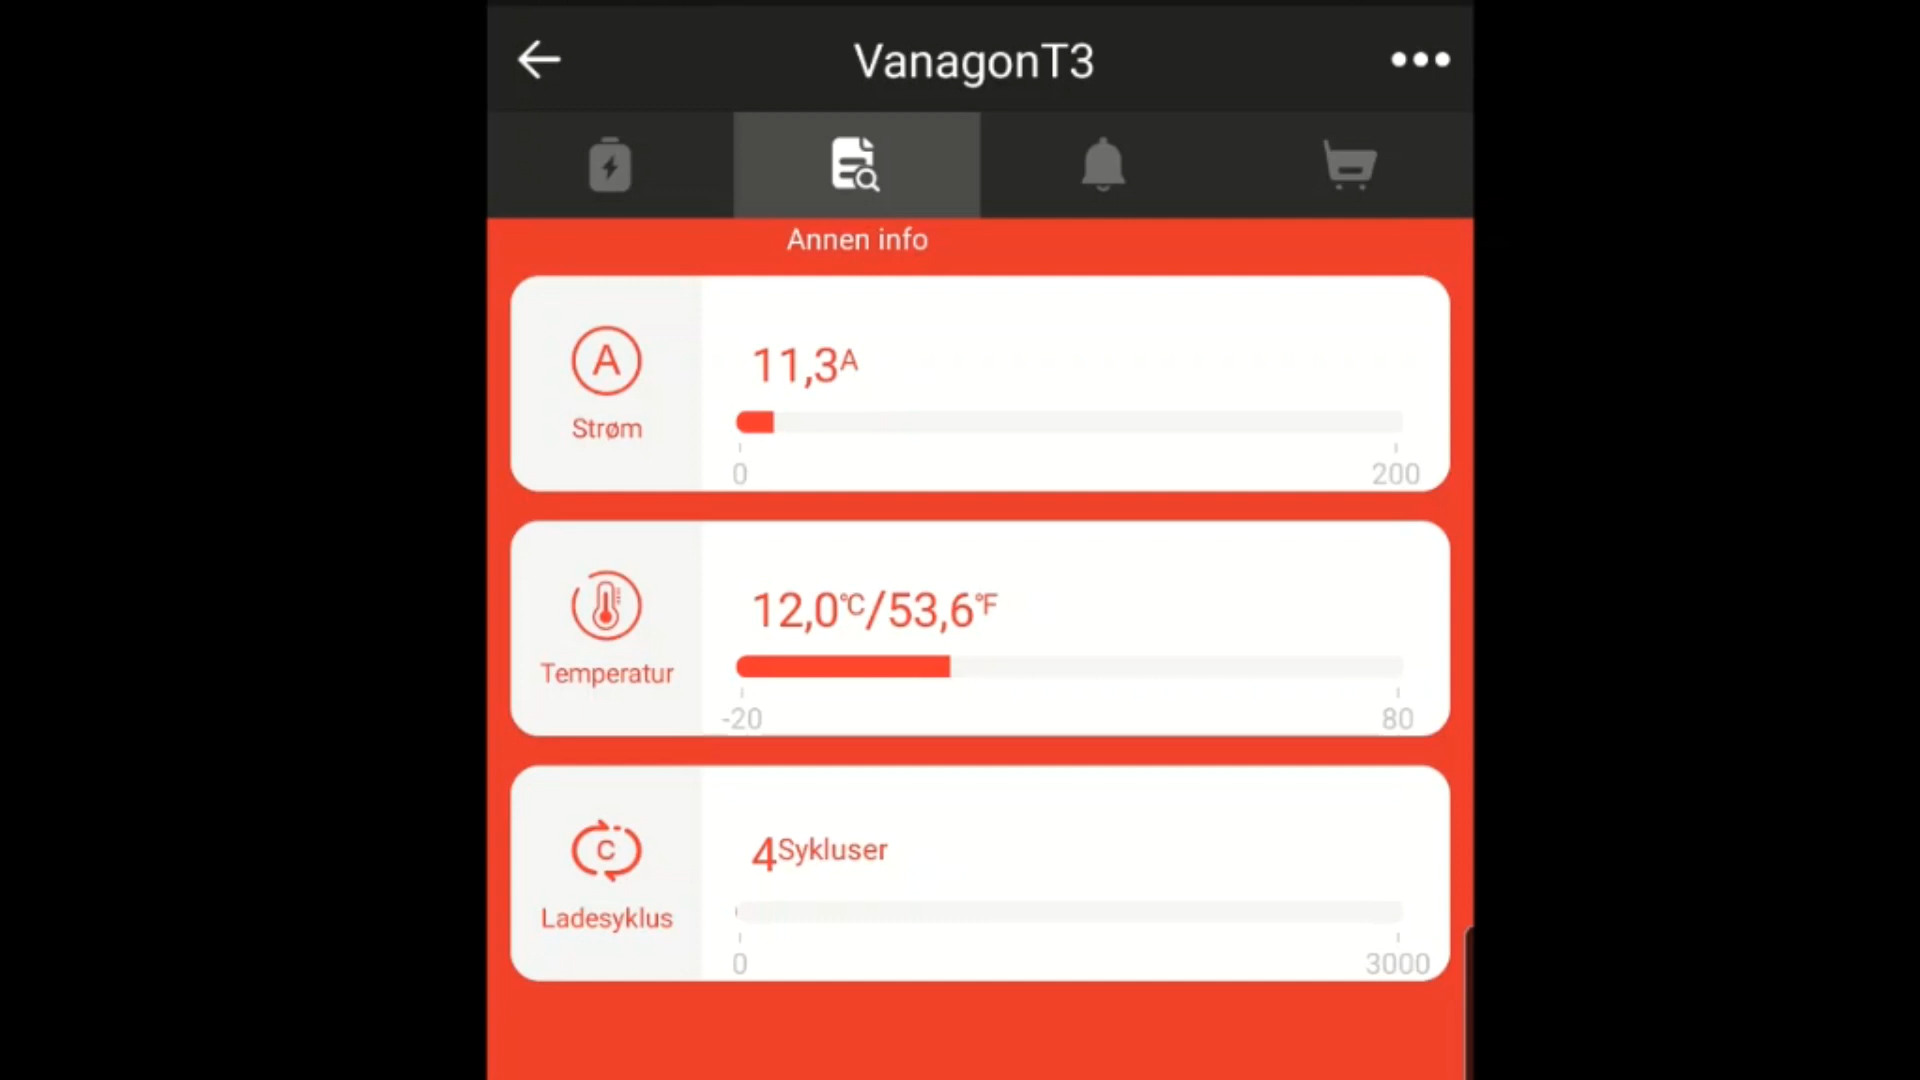 VanagonT3
Annen info
A
11,3A
Strøm
0
200
12,0℃/53,6℉
Temperatur
-20
80
C
4Sykluser
Ladesyklus
0
3000